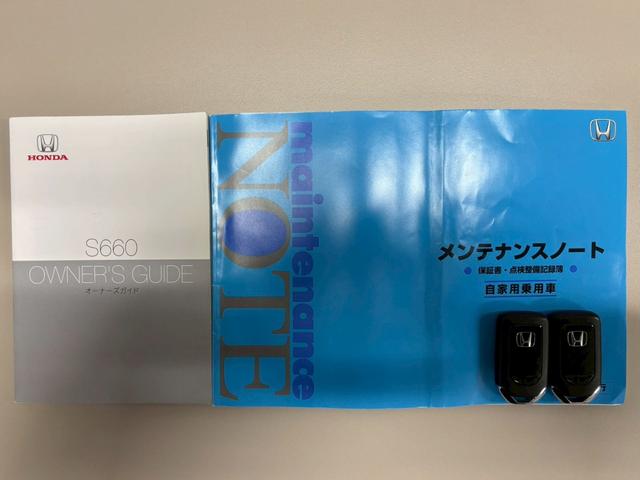 HONDA
S660
OWNER'S GUIDE
オーナーズガイド
maintenance
NOTE
メンテナンスノート
● 保証書・点検整備記録簿 ●
自家用乗用車
行